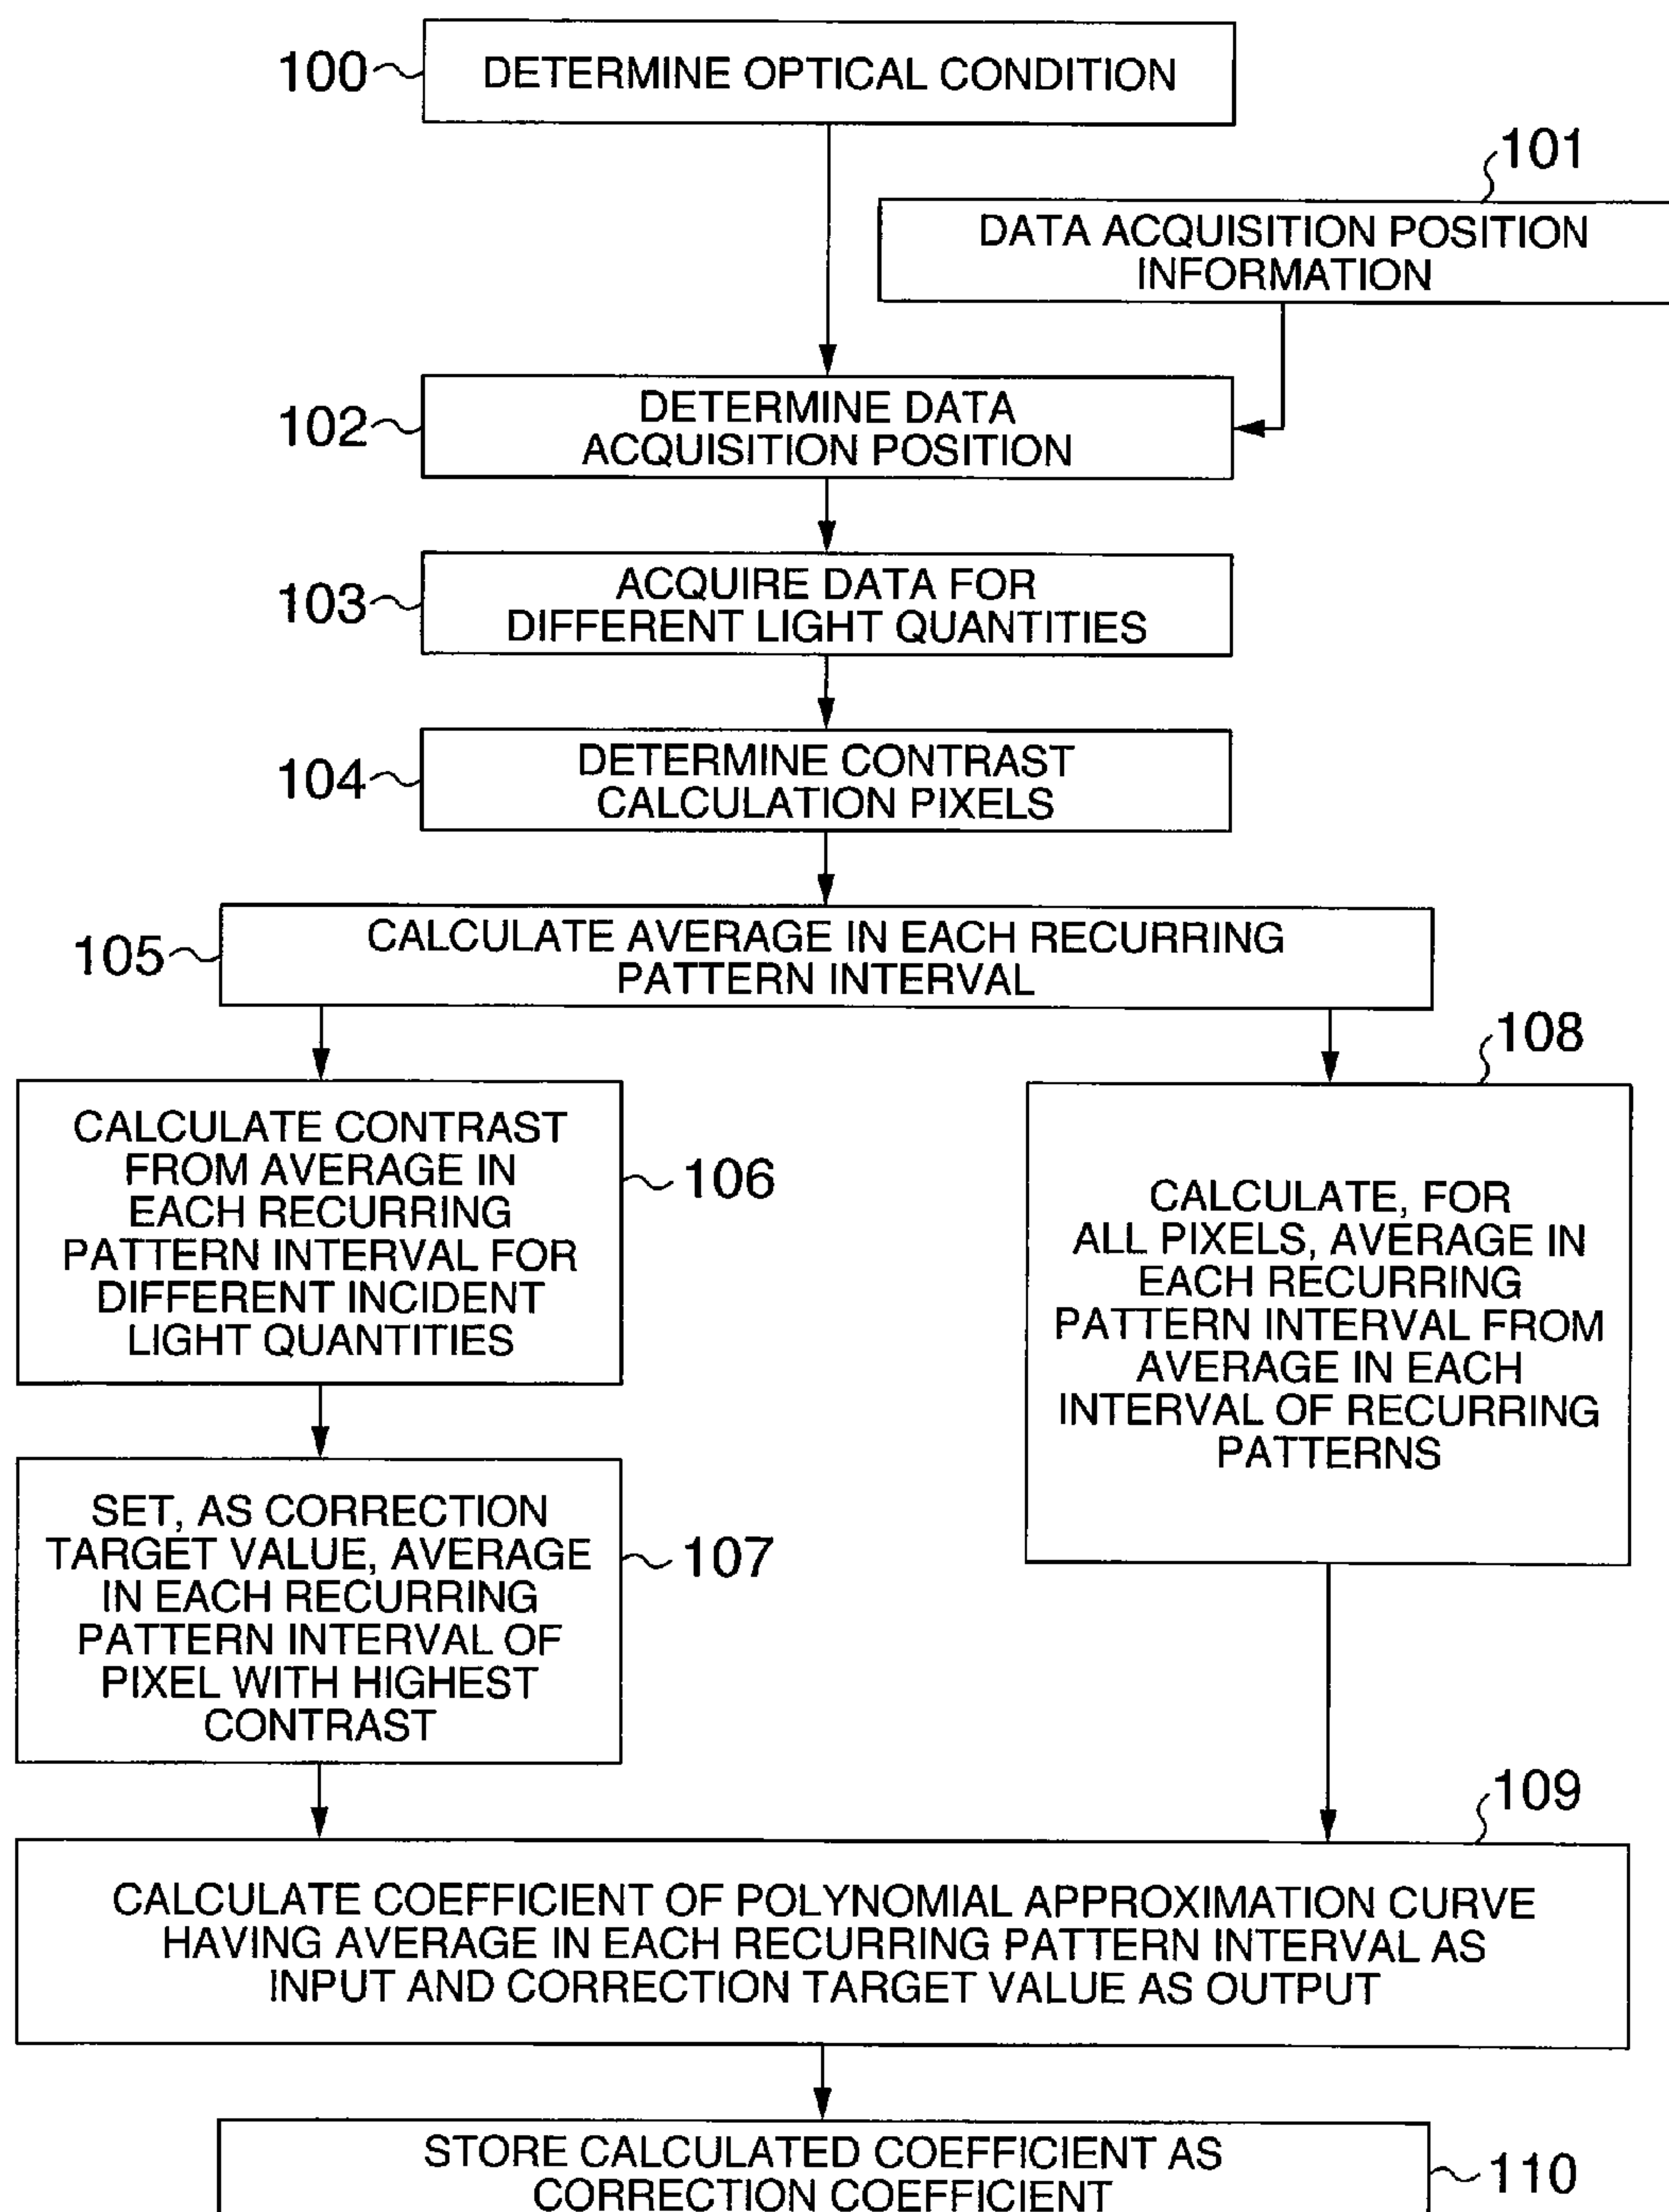 100
DETERMINE OPTICAL CONDITION
101
DATA ACQUISITION POSITION
INFORMATION
102
DETERMINE DATA
ACQUISITION POSITION
103
ACQUIRE DATA FOR
DIFFERENT LIGHT QUANTITIES
104
DETERMINE CONTRAST
CALCULATION PIXELS
105
CALCULATE AVERAGE IN EACH RECURRING
PATTERN INTERVAL
106
CALCULATE CONTRAST
FROM AVERAGE IN
EACH RECURRING
PATTERN INTERVAL FOR
DIFFERENT INCIDENT
LIGHT QUANTITIES
108
CALCULATE, FOR
ALL PIXELS, AVERAGE IN
EACH RECURRING
PATTERN INTERVAL FROM
AVERAGE IN EACH
INTERVAL OF RECURRING
PATTERNS
107
SET, AS CORRECTION
TARGET VALUE, AVERAGE
IN EACH RECURRING
PATTERN INTERVAL OF
PIXEL WITH HIGHEST
CONTRAST
109
CALCULATE COEFFICIENT OF POLYNOMIAL APPROXIMATION CURVE
HAVING AVERAGE IN EACH RECURRING PATTERN INTERVAL AS
INPUT AND CORRECTION TARGET VALUE AS OUTPUT
STORE CALCULATED COEFFICIENT AS
CORRECTION COEFFICIENT
110